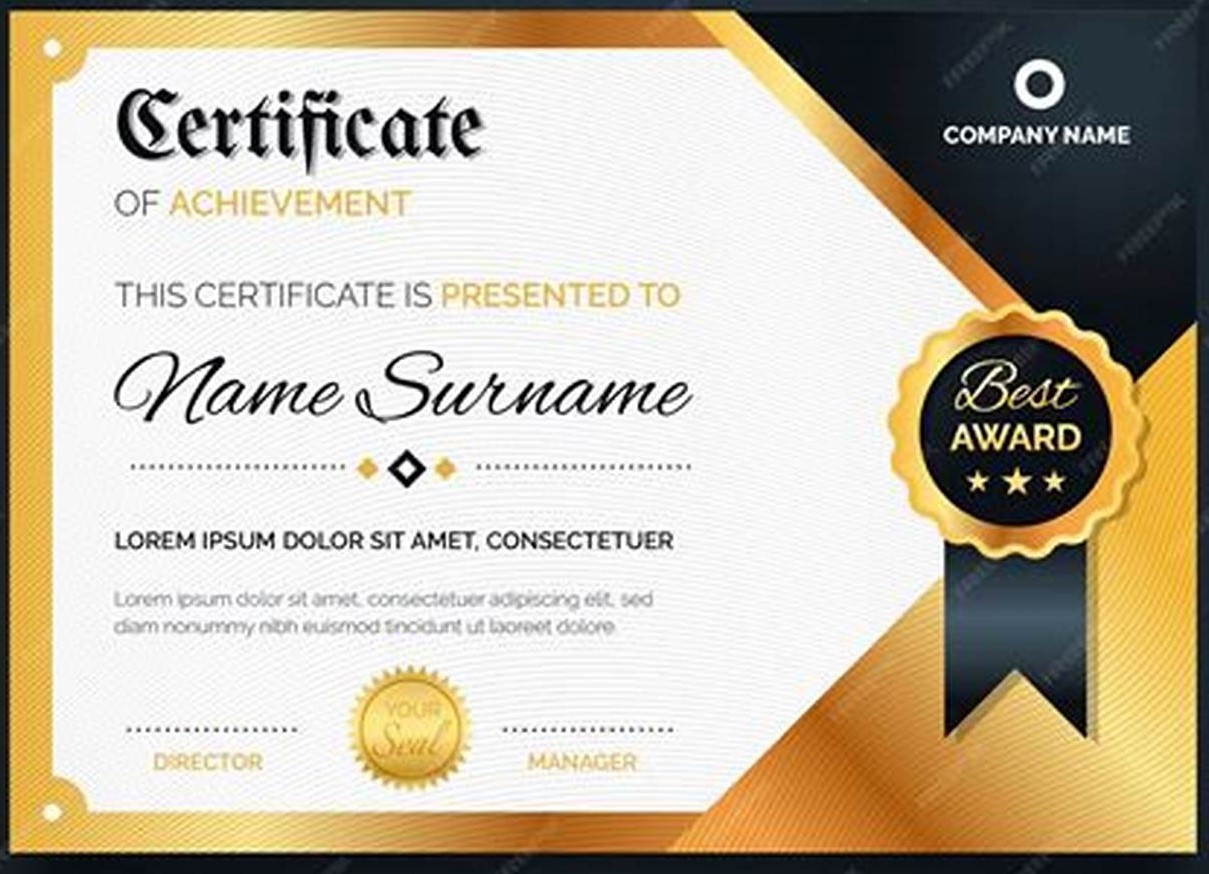 Certificate
OF ACHIEVEMENT
THIS CERTIFICATE IS PRESENTED TO
Name Surname
LOREM IPSUM DOLOR SIT AMET, CONSECTETUER
Lorem ipsum dolor sit amet, consectetuer adipiscing elit, sed
diam nonummy nibh euismod tincidunt ut laoreet dolore.
DIRECTOR
YOUR
Seal
MANAGER
COMPANY NAME
Best
AWARD
FREEPIK